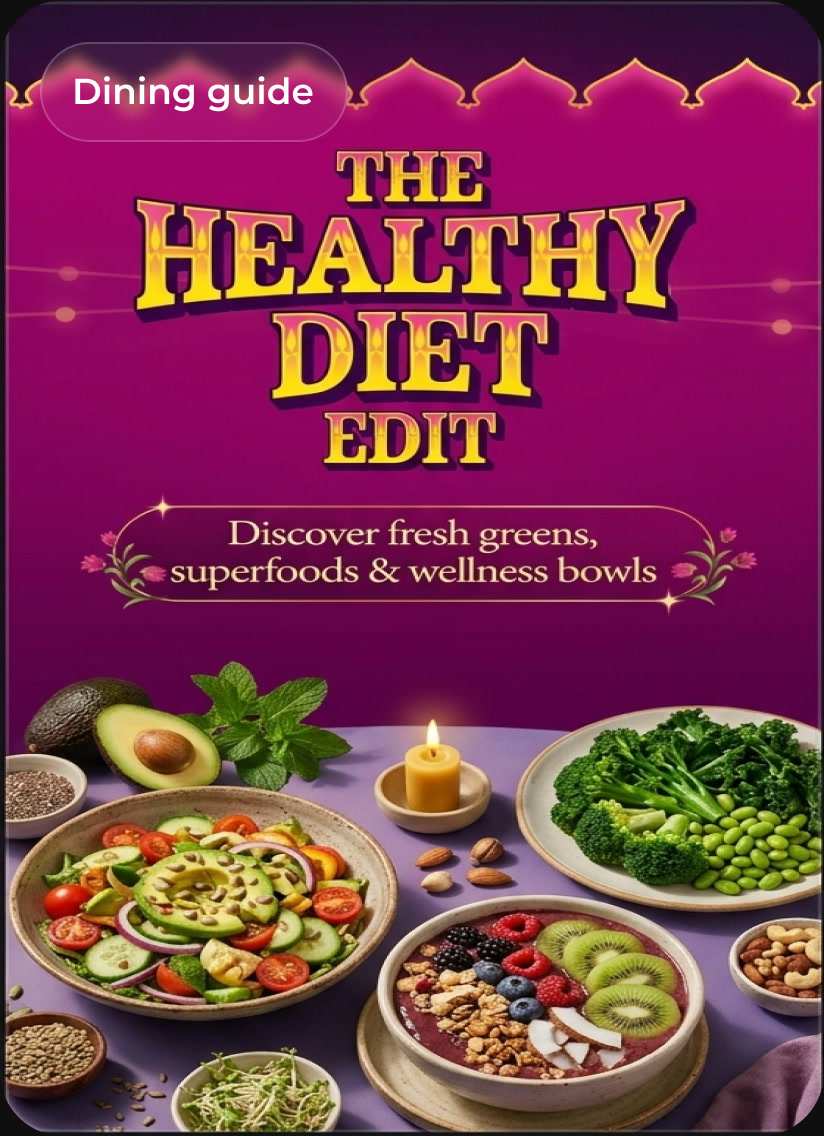 Dining guide
THE
HEALTHY
DIET
EDIT
Discover fresh greens,
superfoods & wellness bowls